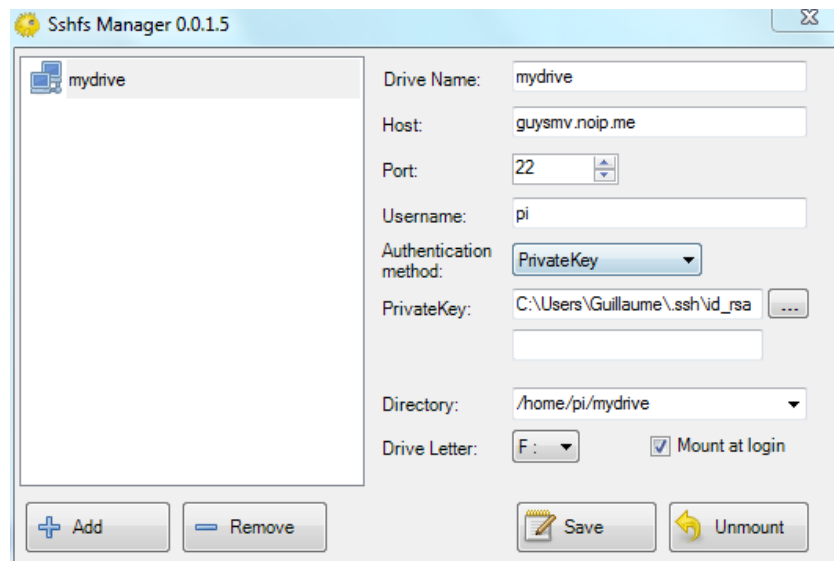 Sshfs Manager 0.0.1.5
mydrive
Drive Name: mydrive
Host: guysmv.noip.me
Port: 22
Username: pi
Authentication
method: PrivateKey
PrivateKey: C:\Users\Guillaume\.ssh\id_rsa ...
Directory: /home/pi/mydrive
Drive Letter: F : Mount at login
Add Remove Save Unmount